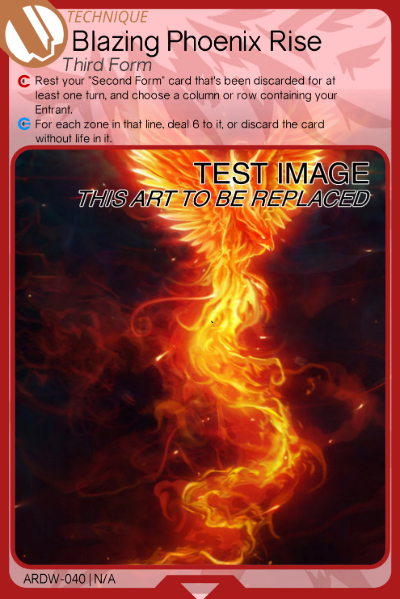 TECHNIQUE
Blazing Phoenix Rise
Third Form
C Rest your "Second Form" card that's been discarded for at
least one turn, and choose a column or row containing your
Entrant.
E For each zone in that line, deal 6 to it, or discard the card
without life in it.
TEST IMAGE
THIS ART TO BE REPLACED
ARDW-040 | N/A